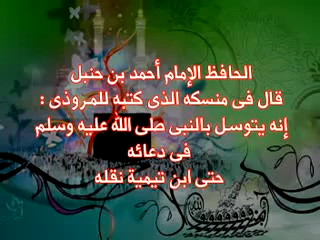 الحافظ الإمام أحمد بن حنبل
قال فى منسكه الذى كتبه للمروذى :
إنه يتوسل بالنبى صلى الله عليه وسلم
فى دعائه
حتى ابن تيمية نقله